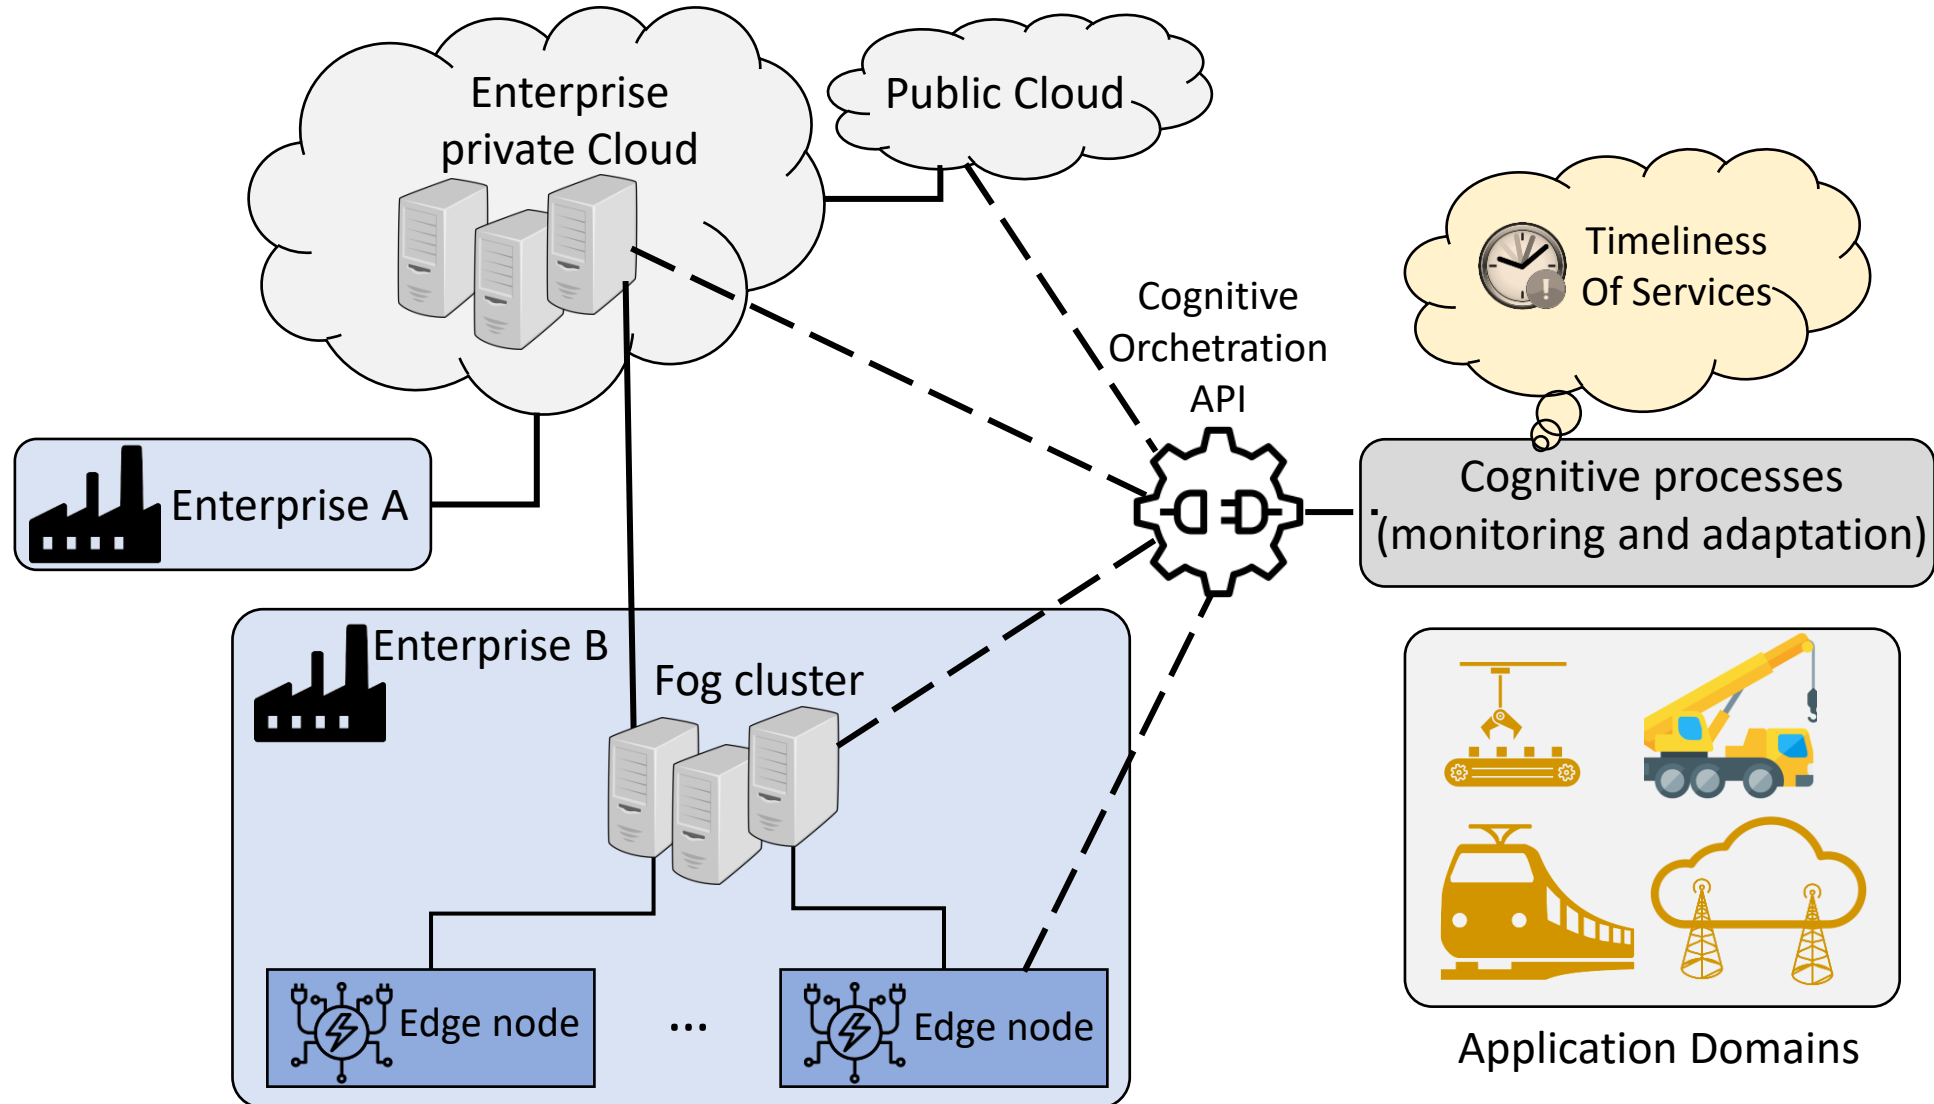 Enterprise
private Cloud
Public Cloud
Timeliness
Of Services
Cognitive
Orchetration
API
Enterprise A
Cognitive processes
(monitoring and adaptation)
Enterprise B
Fog cluster
Edge node
...
Edge node
Application Domains